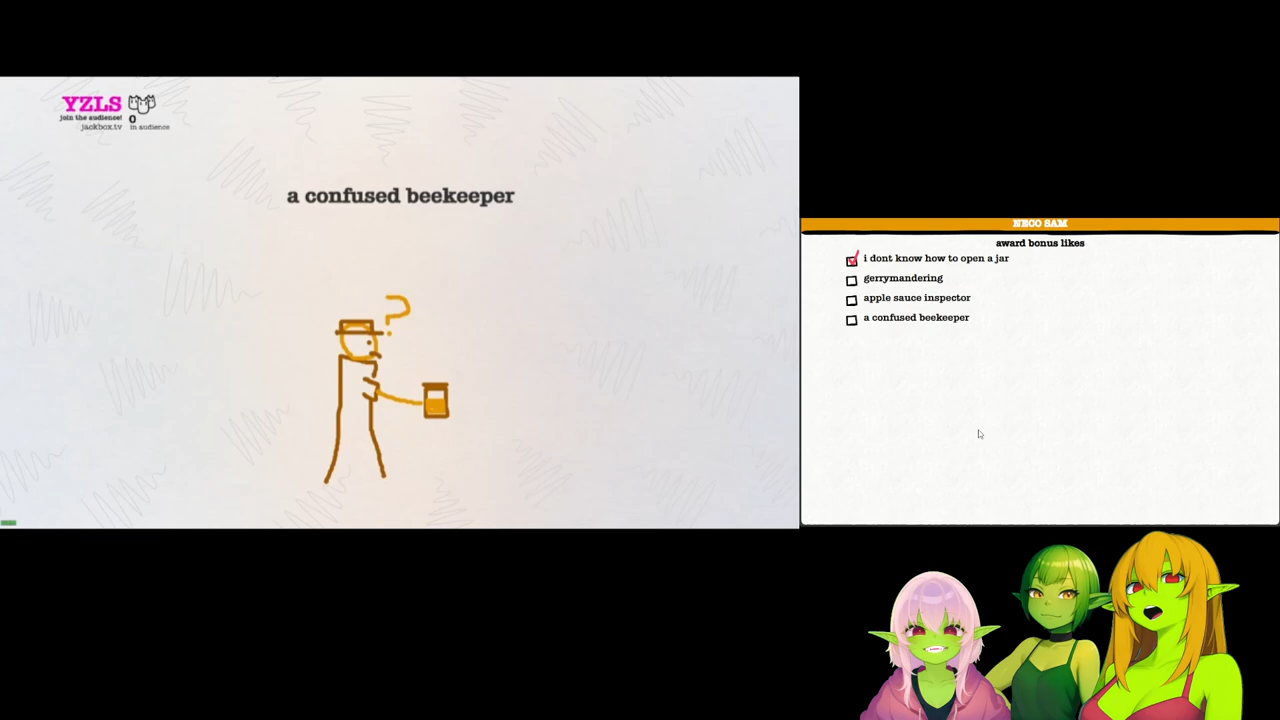 YZLS
join the audience!
jackbox.tv
0
in audience
a confused beekeeper
?
NECO SAM
award bonus likes
i dont know how to open a jar
gerrymandering
apple sauce inspector
a confused beekeeper